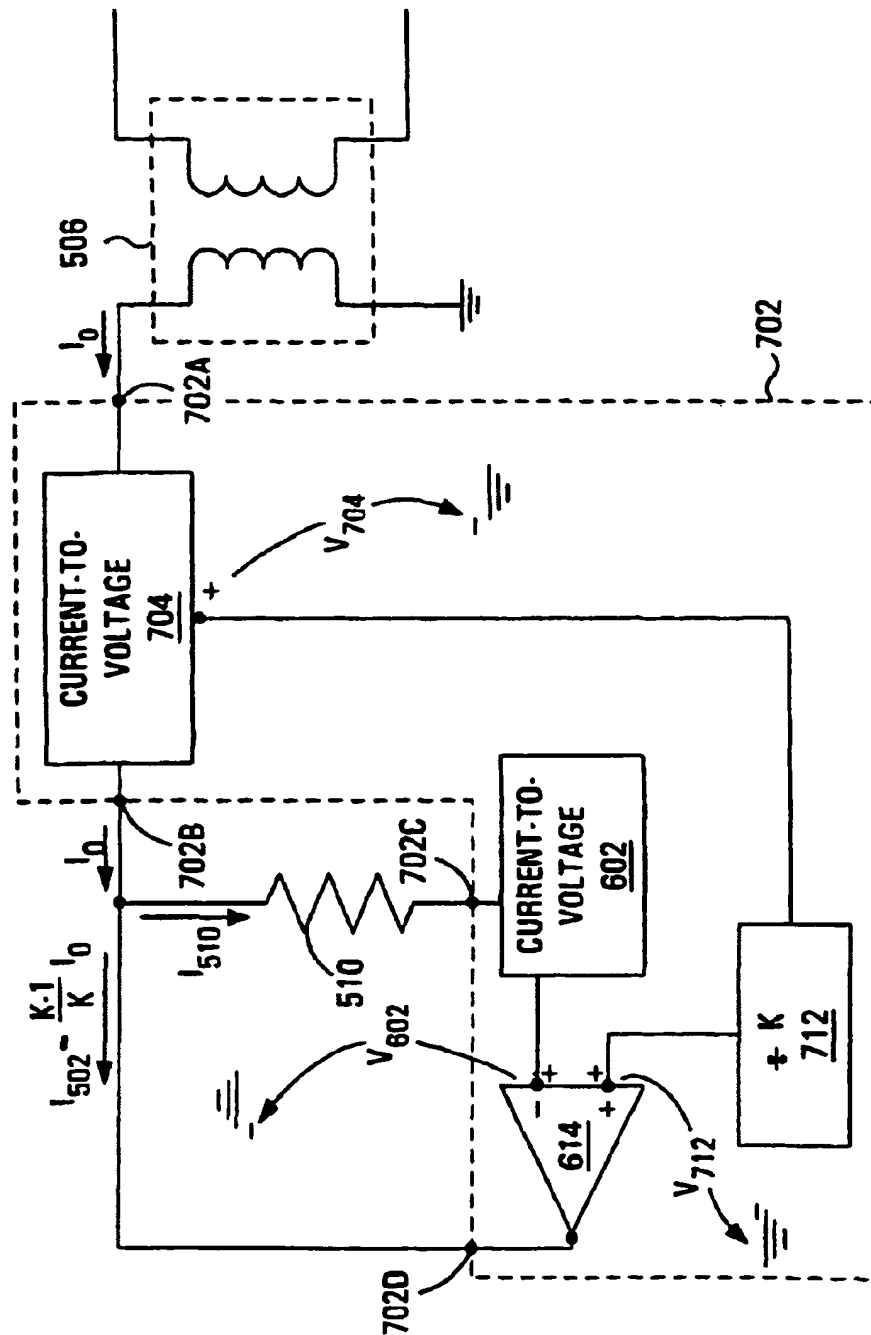 506
I₀
702A
702
CURRENT-TO-
VOLTAGE
704
+
V₇₀₄
-
I₀
702B
I₅₁₀
510
702C
I₅₀₂ = K-1/K I₀
CURRENT-TO-
VOLTAGE
602
V₆₀₂
-
+
-
+
+
614
÷ K
712
V₇₁₂
-
702D